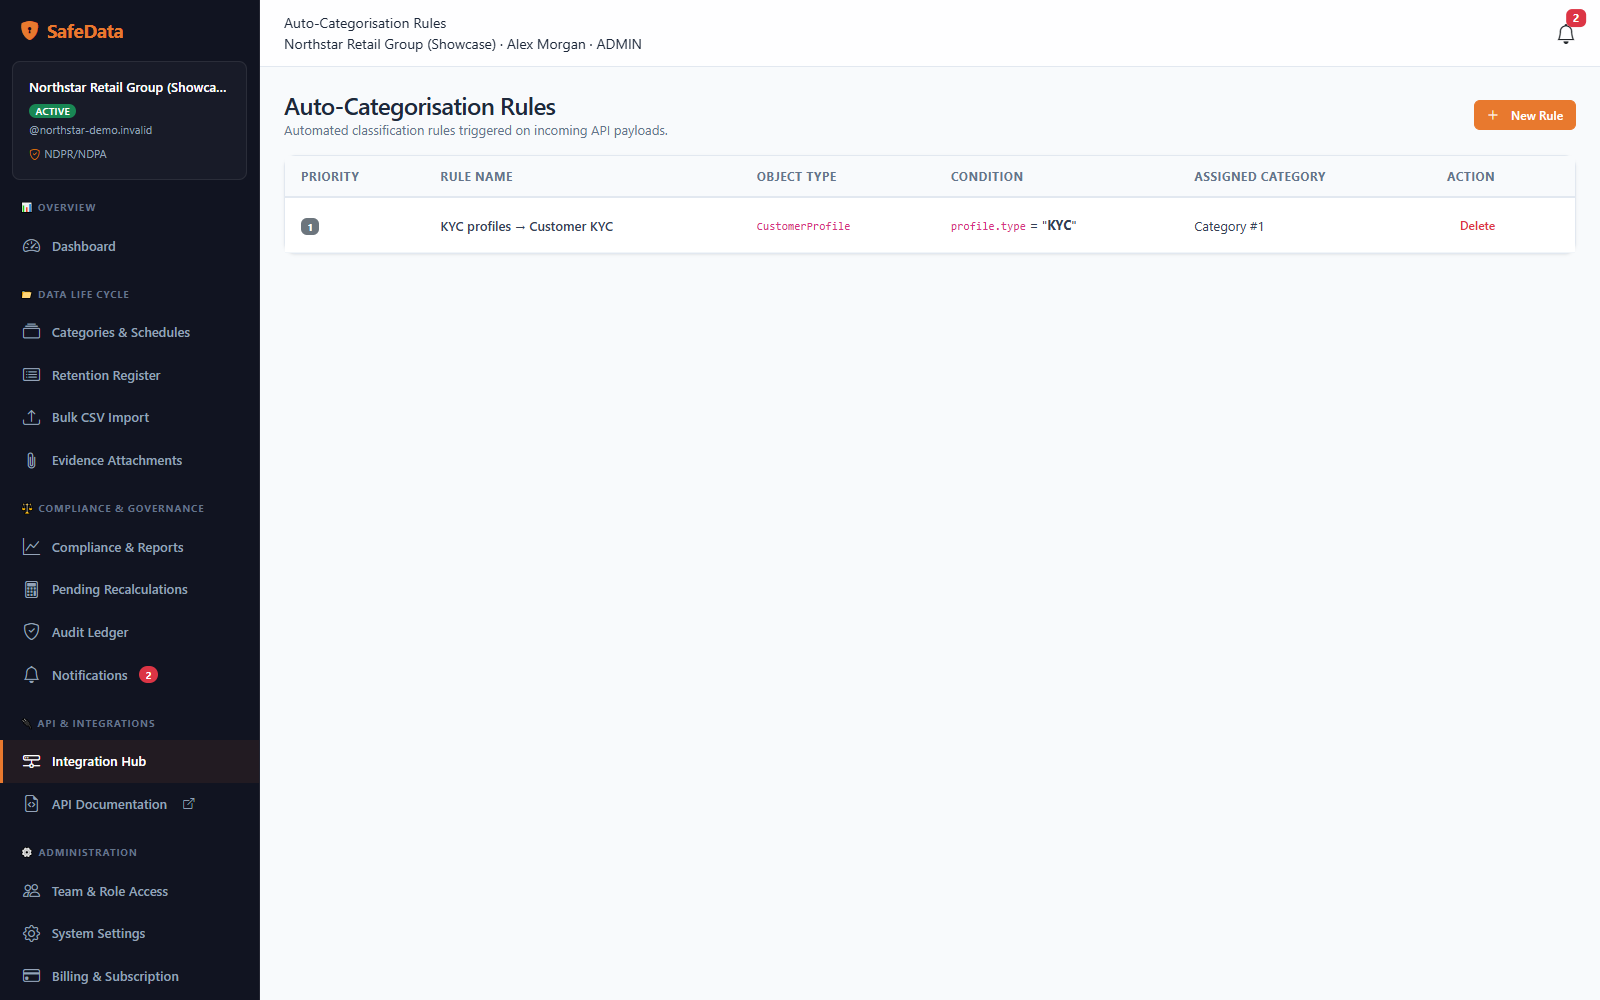 SafeData
Northstar Retail Group (Showca...
ACTIVE
@northstar-demo.invalid
NDPR/NDPA
OVERVIEW
Dashboard
DATA LIFE CYCLE
Categories & Schedules
Retention Register
Bulk CSV Import
Evidence Attachments
COMPLIANCE & GOVERNANCE
Compliance & Reports
Pending Recalculations
Audit Ledger
Notifications 2
API & INTEGRATIONS
Integration Hub
API Documentation
ADMINISTRATION
Team & Role Access
System Settings
Billing & Subscription
Auto-Categorisation Rules
Northstar Retail Group (Showcase) · Alex Morgan · ADMIN
2
Auto-Categorisation Rules
Automated classification rules triggered on incoming API payloads.
New Rule
PRIORITY RULE NAME OBJECT TYPE CONDITION ASSIGNED CATEGORY ACTION
1 KYC profiles → Customer KYC CustomerProfile profile.type = "KYC" Category #1 Delete